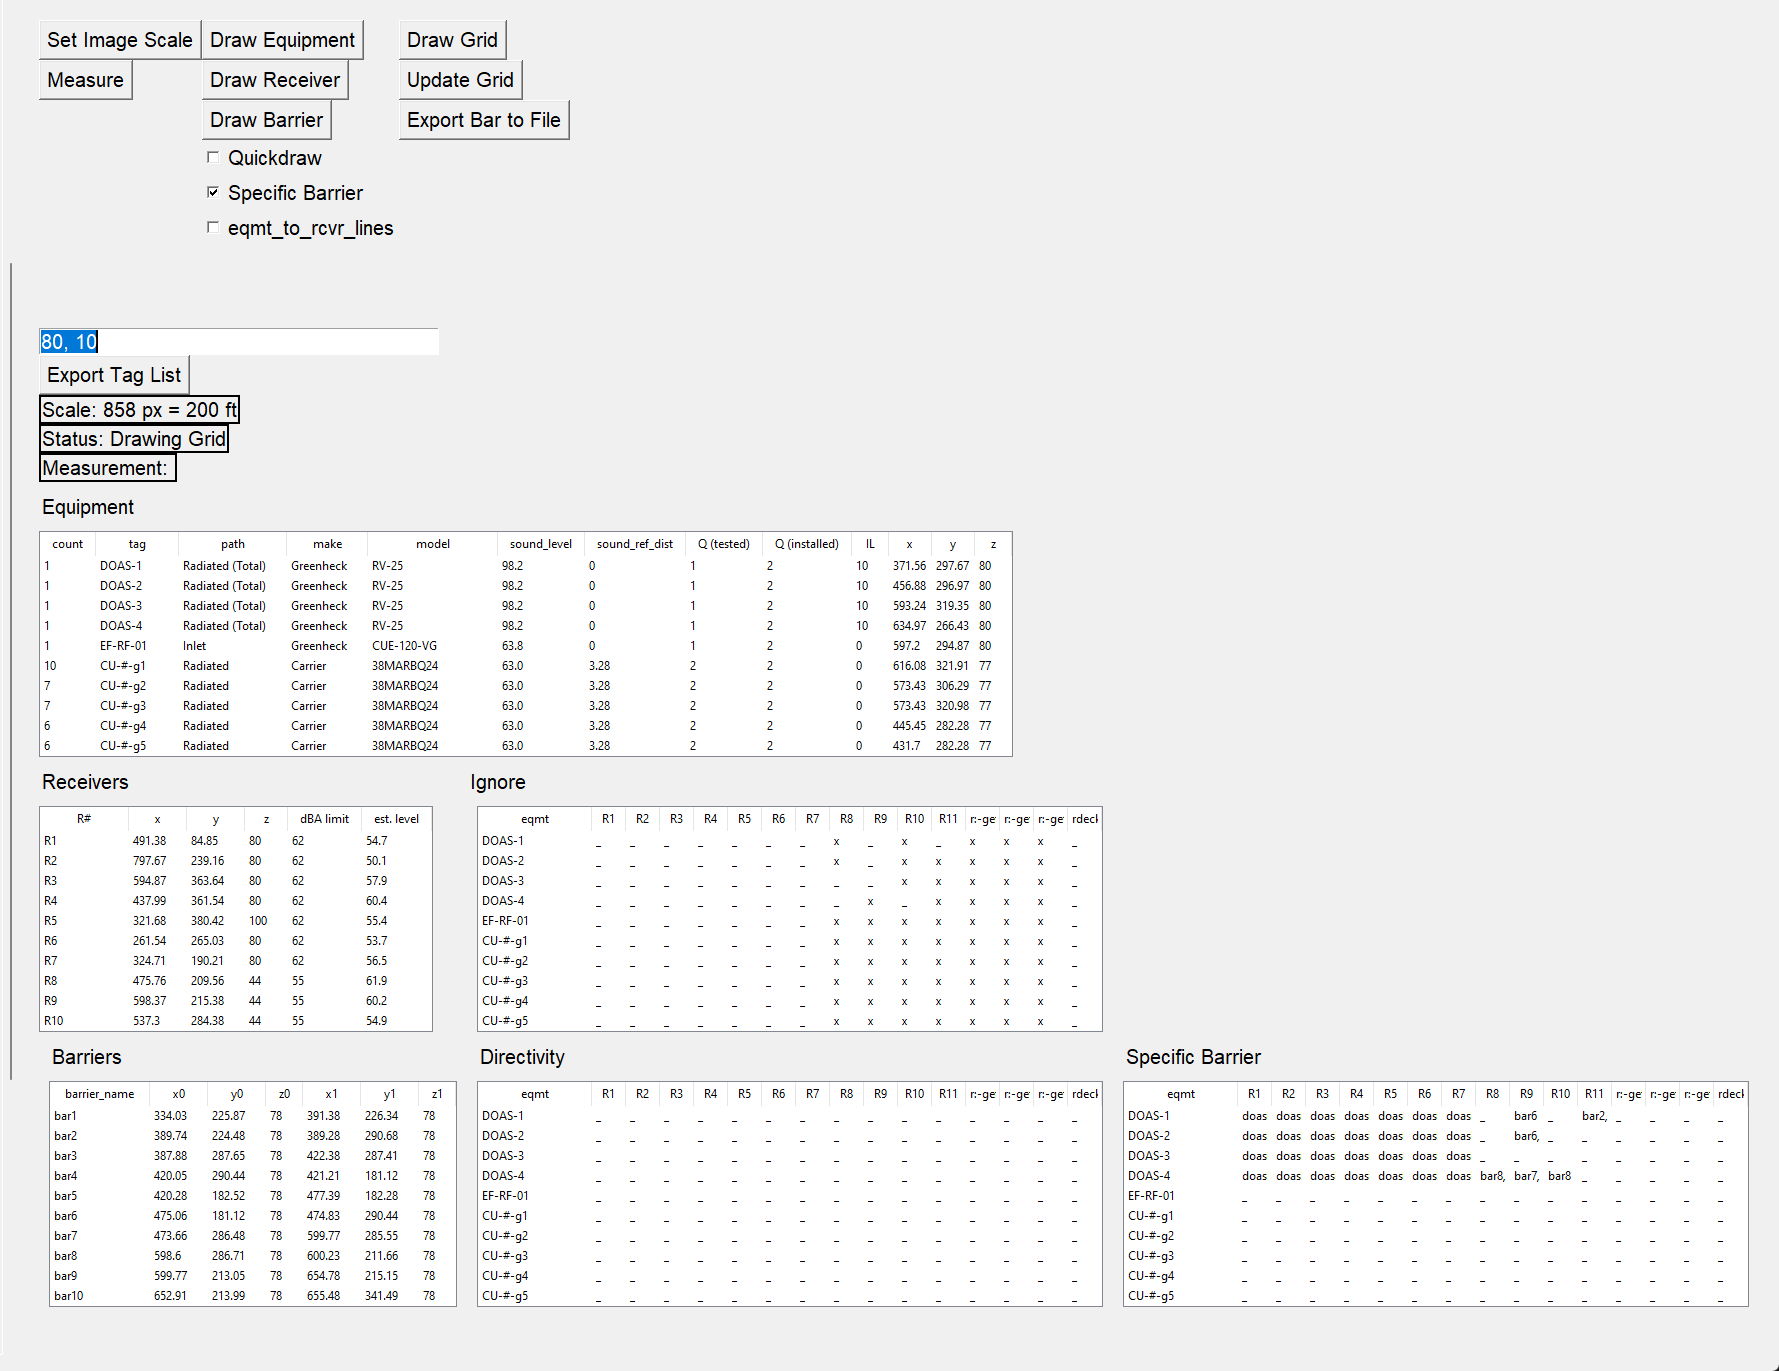 Set Image Scale Draw Equipment Draw Grid
Measure Draw Receiver Update Grid
Draw Barrier Export Bar to File
Quickdraw
Specific Barrier
eqmt_to_rcvr_lines
80, 10
Export Tag List
Scale: 858 px = 200 ft
Status: Drawing Grid
Measurement:
Equipment
count tag path make model sound_level sound_ref_dist Q (tested) Q (installed) IL x y z
1 DOAS-1 Radiated (Total) Greenheck RV-25 98.2 0 1 2 10 371.56 297.67 80
1 DOAS-2 Radiated (Total) Greenheck RV-25 98.2 0 1 2 10 456.88 296.97 80
1 DOAS-3 Radiated (Total) Greenheck RV-25 98.2 0 1 2 10 593.24 319.35 80
1 DOAS-4 Radiated (Total) Greenheck RV-25 98.2 0 1 2 10 634.97 266.43 80
1 EF-RF-01 Inlet Greenheck CUE-120-VG 63.8 0 1 2 0 597.2 294.87 80
10 CU-#-g1 Radiated Carrier 38MARBQ24 63.0 3.28 2 2 0 616.08 321.91 77
7 CU-#-g2 Radiated Carrier 38MARBQ24 63.0 3.28 2 2 0 573.43 306.29 77
7 CU-#-g3 Radiated Carrier 38MARBQ24 63.0 3.28 2 2 0 573.43 320.98 77
6 CU-#-g4 Radiated Carrier 38MARBQ24 63.0 3.28 2 2 0 445.45 282.28 77
6 CU-#-g5 Radiated Carrier 38MARBQ24 63.0 3.28 2 2 0 431.7 282.28 77
Receivers
R# x y z dBA limit est. level
R1 491.38 84.85 80 62 54.7
R2 797.67 239.16 80 62 50.1
R3 594.87 363.64 80 62 57.9
R4 437.99 361.54 80 62 60.4
R5 321.68 380.42 100 62 55.4
R6 261.54 265.03 80 62 53.7
R7 324.71 190.21 80 62 56.5
R8 475.76 209.56 44 55 61.9
R9 598.37 215.38 44 55 60.2
R10 537.3 284.38 44 55 54.9
Ignore
eqmt R1 R2 R3 R4 R5 R6 R7 R8 R9 R10 R11 r:-ge r:-ge r:-ge rdeck
DOAS-1 _ _ _ _ _ _ _ x _ x _ x x x _
DOAS-2 _ _ _ _ _ _ _ x _ x x x x x _
DOAS-3 _ _ _ _ _ _ _ _ _ x x x x x _
DOAS-4 _ _ _ _ _ _ _ _ x _ x x x x _
EF-RF-01 _ _ _ _ _ _ _ x x x x x x x _
CU-#-g1 _ _ _ _ _ _ _ x x x x x x x _
CU-#-g2 _ _ _ _ _ _ _ x x x x x x x _
CU-#-g3 _ _ _ _ _ _ _ x x x x x x x _
CU-#-g4 _ _ _ _ _ _ _ x x x x x x x _
CU-#-g5 _ _ _ _ _ _ _ x x x x x x x _
Barriers
barrier_name x0 y0 z0 x1 y1 z1
bar1 334.03 225.87 78 391.38 226.34 78
bar2 389.74 224.48 78 389.28 290.68 78
bar3 387.88 287.65 78 422.38 287.41 78
bar4 420.05 290.44 78 421.21 181.12 78
bar5 420.28 182.52 78 477.39 182.28 78
bar6 475.06 181.12 78 474.83 290.44 78
bar7 473.66 286.48 78 599.77 285.55 78
bar8 598.6 286.71 78 600.23 211.66 78
bar9 599.77 213.05 78 654.78 215.15 78
bar10 652.91 213.99 78 655.48 341.49 78
Directivity
eqmt R1 R2 R3 R4 R5 R6 R7 R8 R9 R10 R11 r:-ge r:-ge r:-ge rdeck
DOAS-1 _ _ _ _ _ _ _ _ _ _ _ _ _ _ _
DOAS-2 _ _ _ _ _ _ _ _ _ _ _ _ _ _ _
DOAS-3 _ _ _ _ _ _ _ _ _ _ _ _ _ _ _
DOAS-4 _ _ _ _ _ _ _ _ _ _ _ _ _ _ _
EF-RF-01 _ _ _ _ _ _ _ _ _ _ _ _ _ _ _
CU-#-g1 _ _ _ _ _ _ _ _ _ _ _ _ _ _ _
CU-#-g2 _ _ _ _ _ _ _ _ _ _ _ _ _ _ _
CU-#-g3 _ _ _ _ _ _ _ _ _ _ _ _ _ _ _
CU-#-g4 _ _ _ _ _ _ _ _ _ _ _ _ _ _ _
CU-#-g5 _ _ _ _ _ _ _ _ _ _ _ _ _ _ _
Specific Barrier
eqmt R1 R2 R3 R4 R5 R6 R7 R8 R9 R10 R11 r:-ge r:-ge r:-ge rdeck
DOAS-1 doas doas doas doas doas doas doas _ bar6 _ bar2, _ _ _ _
DOAS-2 doas doas doas doas doas doas doas _ bar6, _ _ _ _ _ _
DOAS-3 doas doas doas doas doas doas doas _ _ _ _ _ _ _ _
DOAS-4 doas doas doas doas doas doas doas bar8, bar7, bar8 _ _ _ _ _
EF-RF-01 _ _ _ _ _ _ _ _ _ _ _ _ _ _ _
CU-#-g1 _ _ _ _ _ _ _ _ _ _ _ _ _ _ _
CU-#-g2 _ _ _ _ _ _ _ _ _ _ _ _ _ _ _
CU-#-g3 _ _ _ _ _ _ _ _ _ _ _ _ _ _ _
CU-#-g4 _ _ _ _ _ _ _ _ _ _ _ _ _ _ _
CU-#-g5 _ _ _ _ _ _ _ _ _ _ _ _ _ _ _